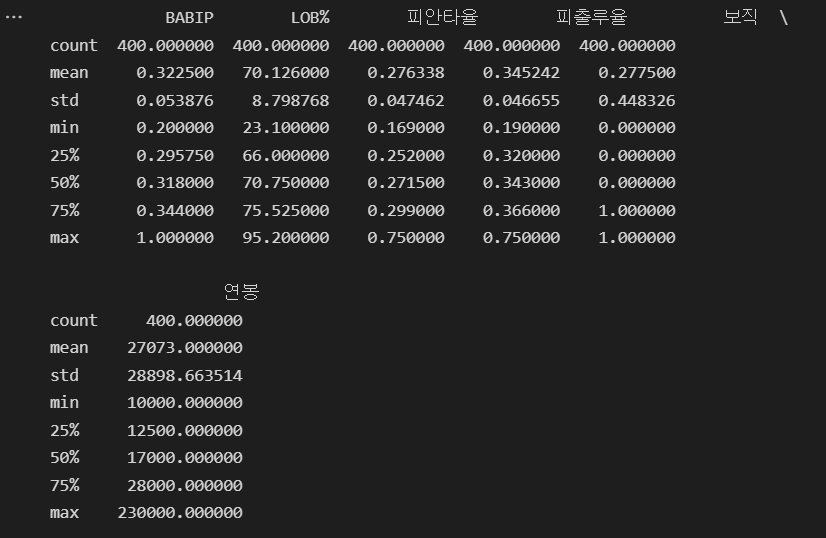 ...
BABIP LOB% 피안타율 피출루율 보직 \
count 400.000000 400.000000 400.000000 400.000000 400.000000
mean 0.322500 70.126000 0.276338 0.345242 0.277500
std 0.053876 8.798768 0.047462 0.046655 0.448326
min 0.200000 23.100000 0.169000 0.190000 0.000000
25% 0.295750 66.000000 0.252000 0.320000 0.000000
50% 0.318000 70.750000 0.271500 0.343000 0.000000
75% 0.344000 75.525000 0.299000 0.366000 1.000000
max 1.000000 95.200000 0.750000 0.750000 1.000000
연봉
count 400.000000
mean 27073.000000
std 28898.663514
min 10000.000000
25% 12500.000000
50% 17000.000000
75% 28000.000000
max 230000.000000